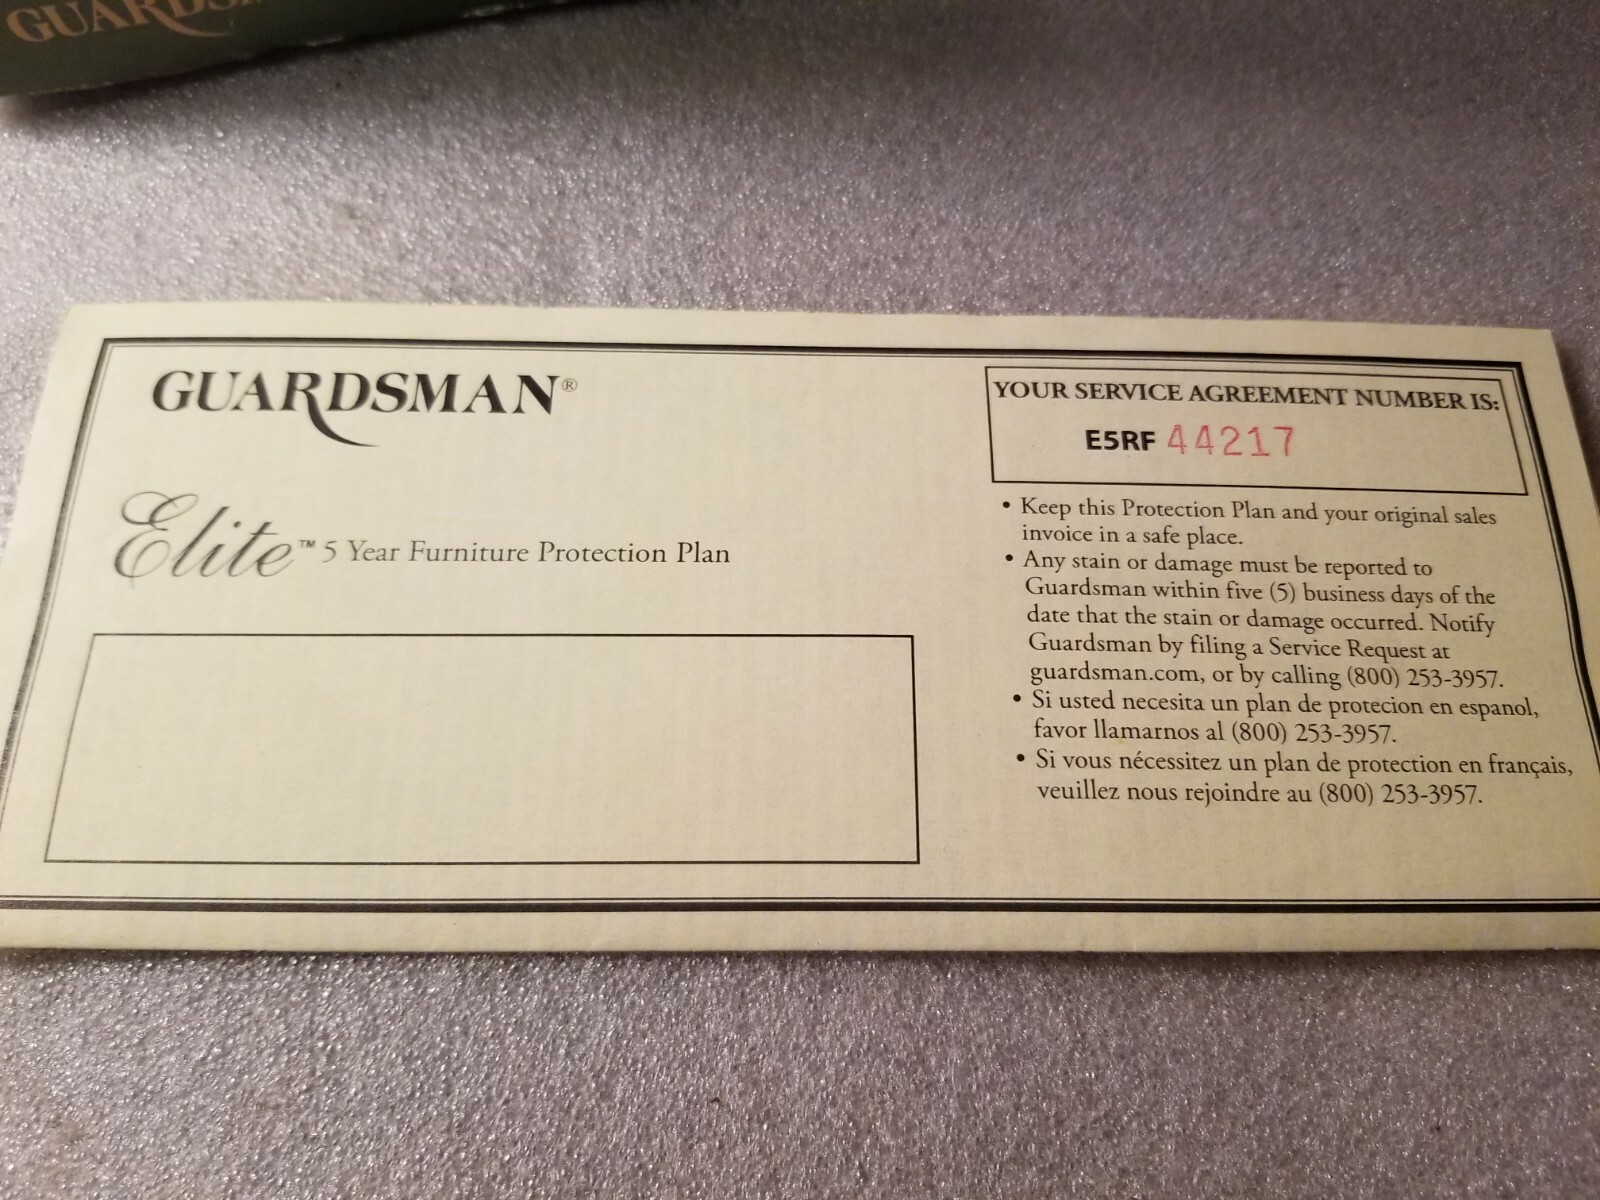 GUARDSMAN
GUARDSMAN®
Elite™ 5 Year Furniture Protection Plan
YOUR SERVICE AGREEMENT NUMBER IS:
E5RF 44217
• Keep this Protection Plan and your original sales
invoice in a safe place.
• Any stain or damage must be reported to
Guardsman within five (5) business days of the
date that the stain or damage occurred. Notify
Guardsman by filing a Service Request at
guardsman.com, or by calling (800) 253-3957.
• Si usted necesita un plan de protecion en espanol,
favor llamarnos al (800) 253-3957.
• Si vous nécessitez un plan de protection en français,
veuillez nous rejoindre au (800) 253-3957.